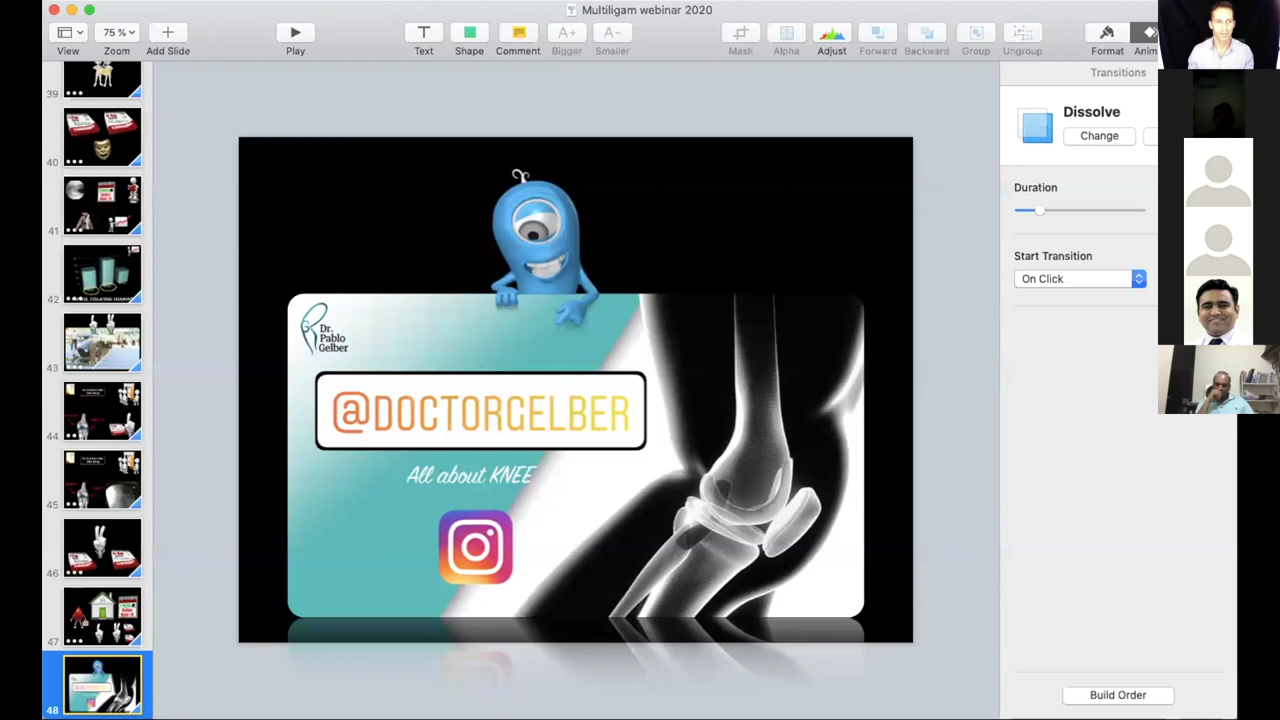 Multiligam webinar 2020
75 %
View
Zoom
Add Slide
Play
Text
Shape
Comment
Bigger
Smaller
Mask
Alpha
Adjust
Forward
Backward
Group
Ungroup
Format
Anim
Transitions
Dissolve
Change
Duration
Start Transition
On Click
Build Order
39
40
41
42
43
44
45
46
47
48
Dr.
Pablo
Gelber
@DOCTORGELBER
All about KNEE